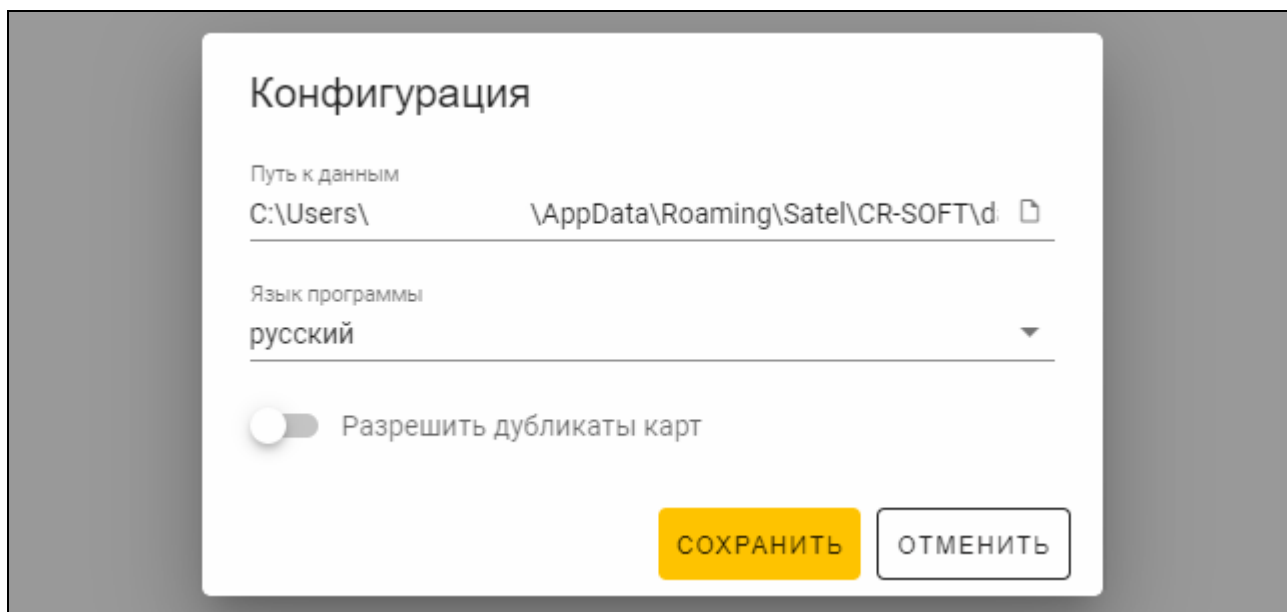 Конфигурация
Путь к данным
C:\Users\ \AppData\Roaming\Satel\CR-SOFT\d
Язык программы
русский
Разрешить дубликаты карт
СОХРАНИТЬ ОТМЕНИТЬ